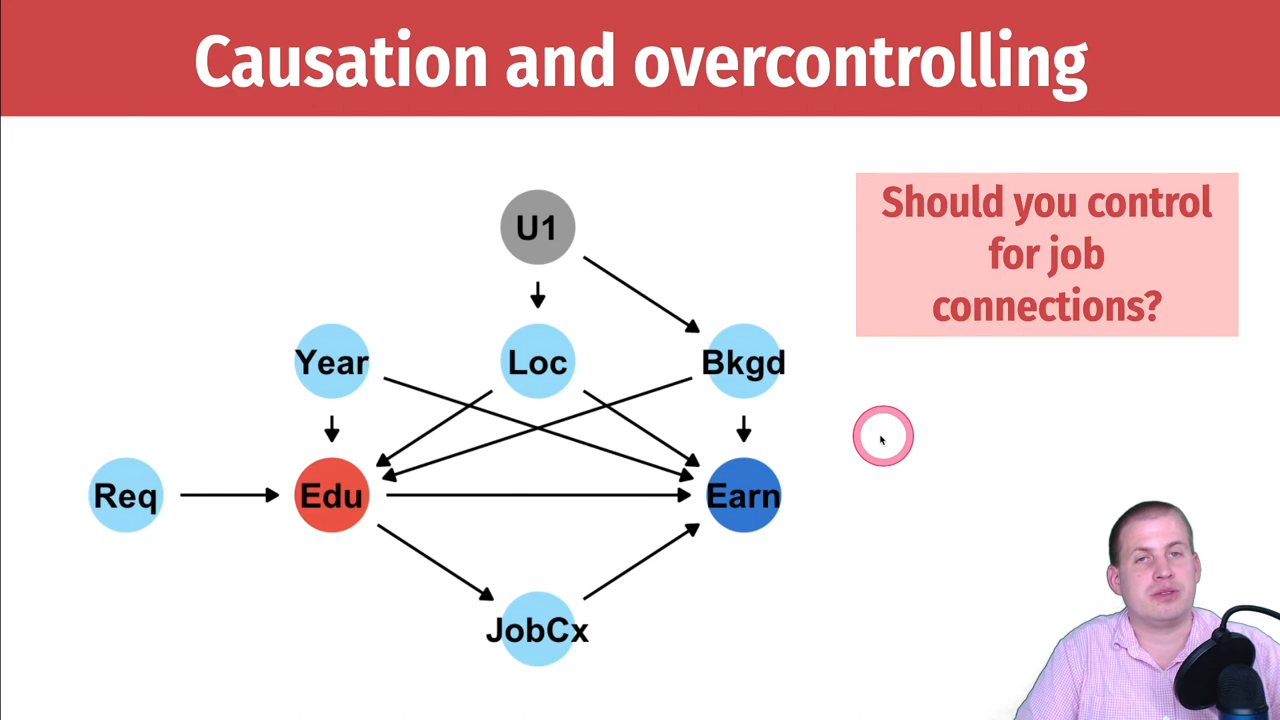 Causation and overcontrolling
Should you control
for job
connections?
U1
Year
Loc
Bkgd
Req
Edu
Earn
JobCx